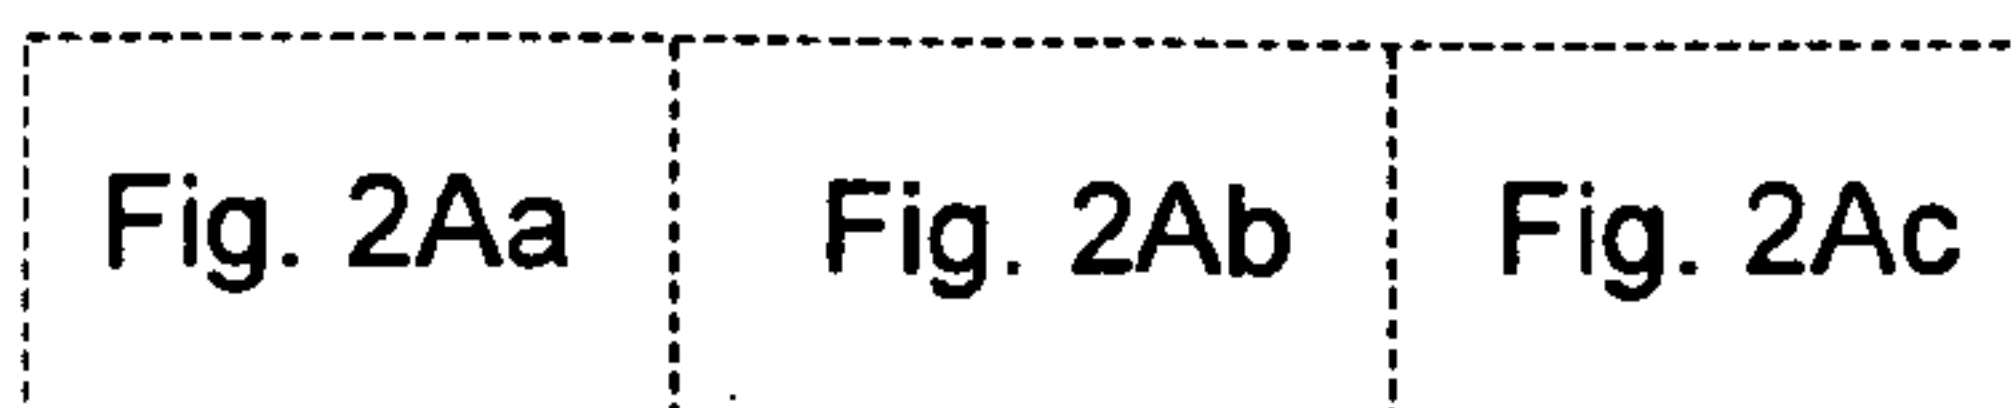 Fig. 2Aa Fig. 2Ab Fig. 2Ac